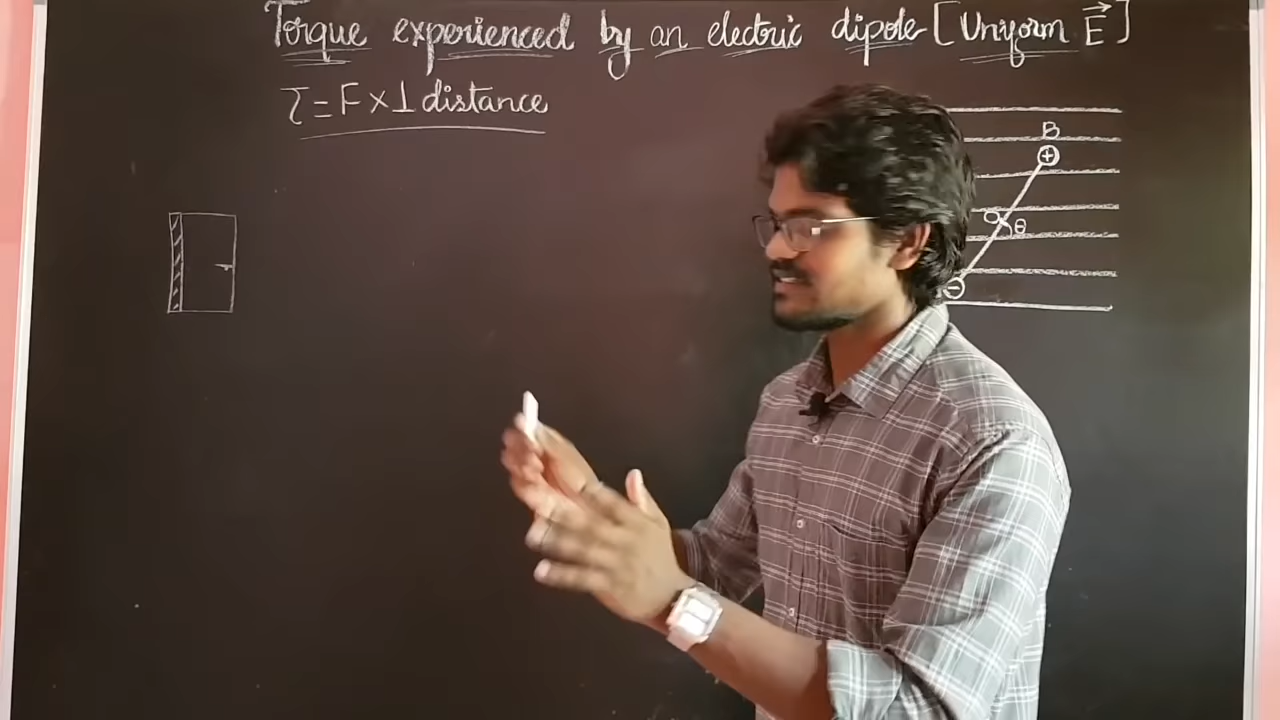 Torque experienced by an electric dipole [Uniform E⃗]
τ = F × ⊥ distance
B
+
O
θ
−